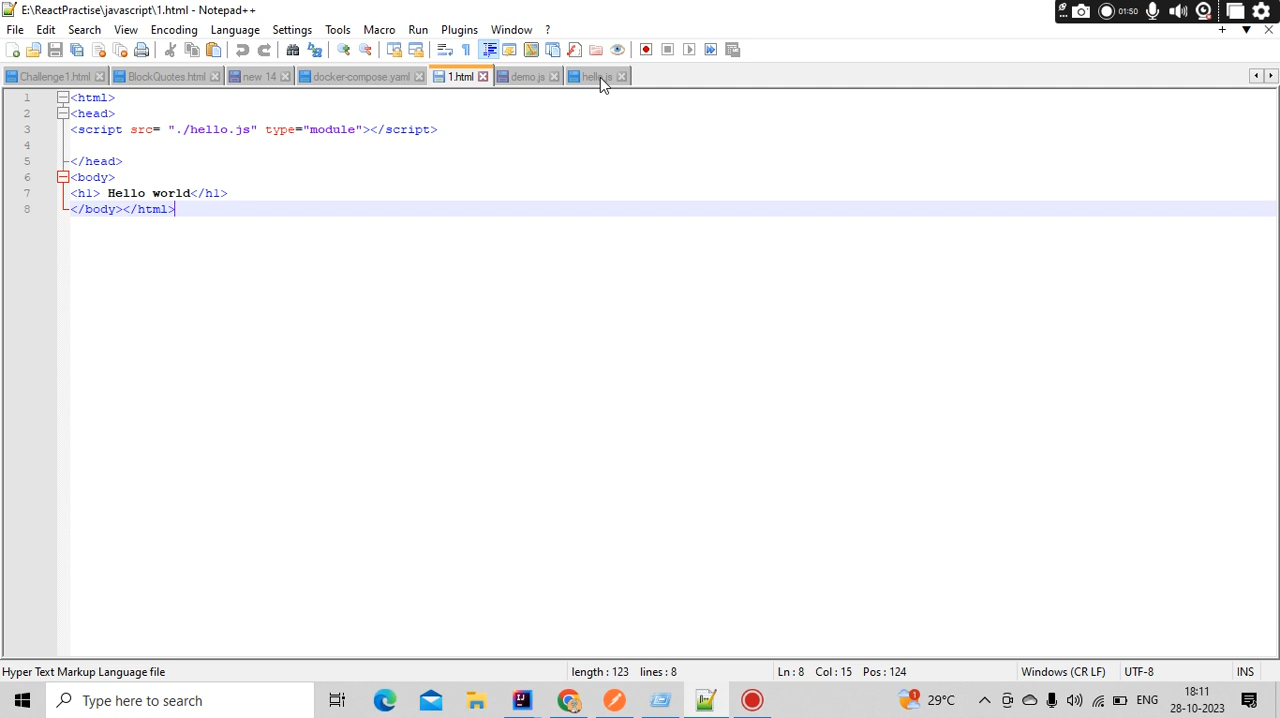 E:\ReactPractise\javascript\1.html - Notepad++
01:50
File Edit Search View Encoding Language Settings Tools Macro Run Plugins Window ?
Challenge1.html BlockQuotes.html new 14 docker-compose.yaml 1.html demo.js hello.js
1 <html>
2 <head>
3 <script src= "./hello.js" type="module"></script>
4
5 </head>
6 <body>
7 <h1> Hello world</h1>
8 </body></html>
Hyper Text Markup Language file length : 123 lines : 8 Ln : 8 Col : 15 Pos : 124 Windows (CR LF) UTF-8 INS
Type here to search 29°C ENG 18:11
28-10-2023